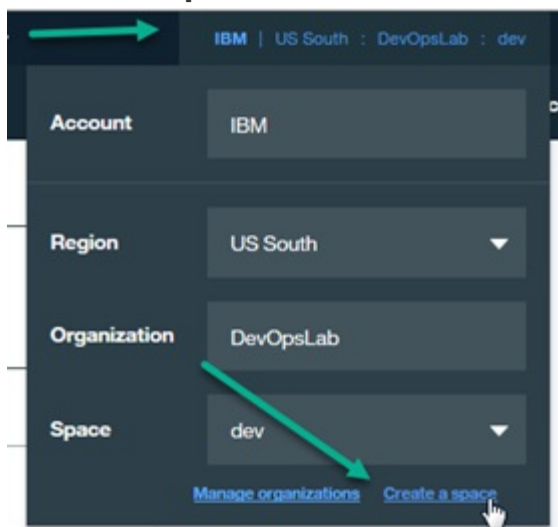 IBM | US South : DevOpsLab : dev
Account IBM
Region US South
Organization DevOpsLab
Space dev
Manage organizations Create a space